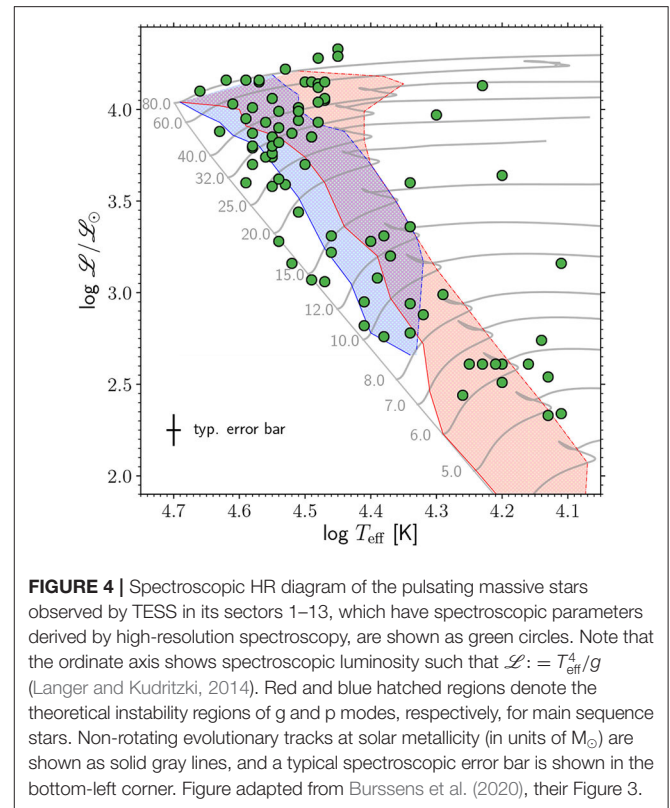 log ℒ/ℒ⊙
4.0
3.5
3.0
2.5
2.0
80.0
60.0
40.0
32.0
25.0
20.0
15.0
12.0
10.0
8.0
7.0
6.0
5.0
typ. error bar
4.7 4.6 4.5 4.4 4.3 4.2 4.1
log Teff [K]
FIGURE 4 | Spectroscopic HR diagram of the pulsating massive stars
observed by TESS in its sectors 1–13, which have spectroscopic parameters
derived by high-resolution spectroscopy, are shown as green circles. Note that
the ordinate axis shows spectroscopic luminosity such that ℒ : = T⁴eff/g
(Langer and Kudritzki, 2014). Red and blue hatched regions denote the
theoretical instability regions of g and p modes, respectively, for main sequence
stars. Non-rotating evolutionary tracks at solar metallicity (in units of M⊙) are
shown as solid gray lines, and a typical spectroscopic error bar is shown in the
bottom-left corner. Figure adapted from Burssens et al. (2020), their Figure 3.